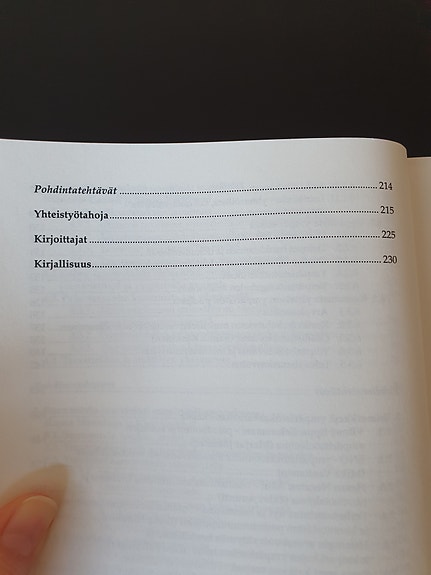 Pohdintatehtävät ........ 214
Yhteistyötahoja ........ 215
Kirjoittajat ........ 225
Kirjallisuus ........ 230